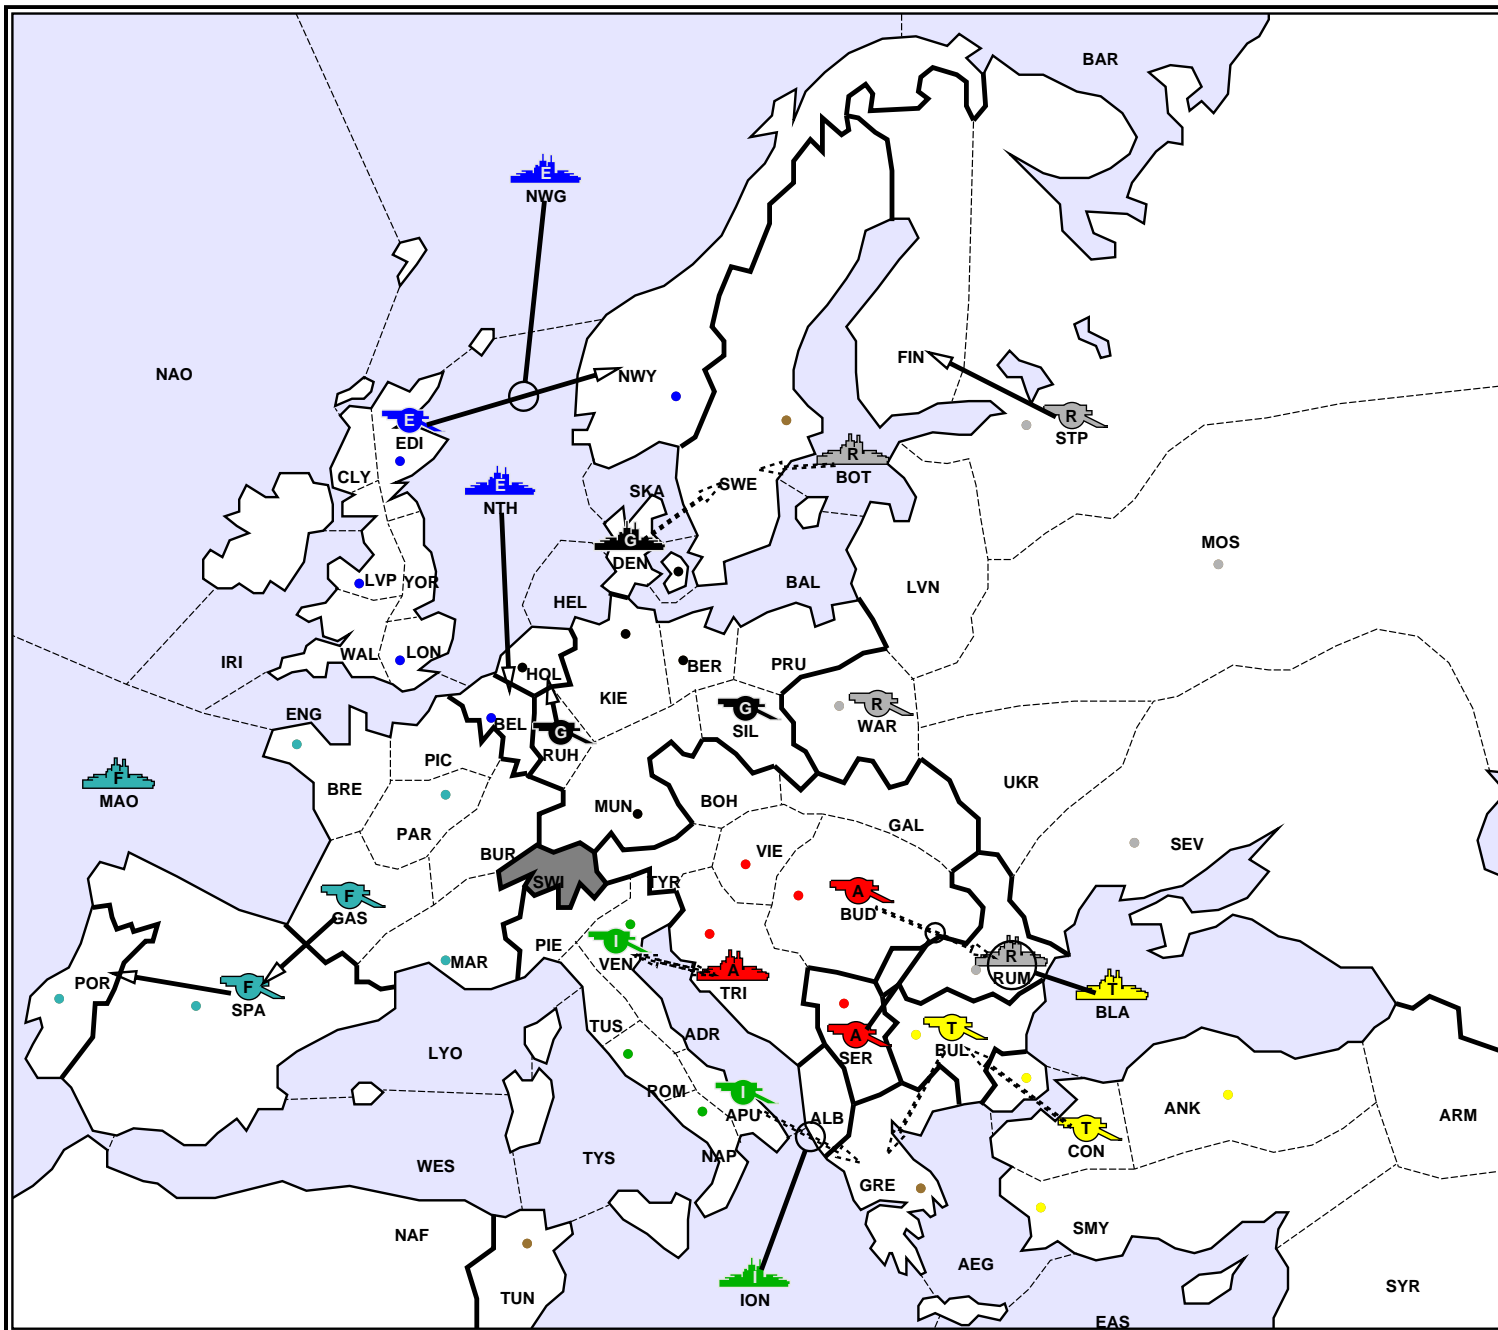 BAR
E
NWG
NAO
FIN
NWY
E
EDI
R
STP
CLY
E
NTH
SKA
SWE
R
BOT
G
DEN
MOS
LVP
YOR
BAL
LVN
HEL
IRI
WAL
LON
HOL
BER
PRU
KIE
ENG
BEL
G
RUH
G
SIL
R
WAR
PIC
F
MAO
BRE
UKR
MUN
BOH
PAR
GAL
SEV
BUR
VIE
SWI
TYR
F
GAS
A
BUD
PIE
I
VEN
MAR
A
TRI
R
RUM
POR
F
SPA
T
BLA
TUS
ADR
A
SER
T
BUL
LYO
ROM
I
APU
ALB
ANK
ARM
T
CON
WES
TYS
NAP
GRE
NAF
SMY
AEG
I
ION
TUN
SYR
EAS